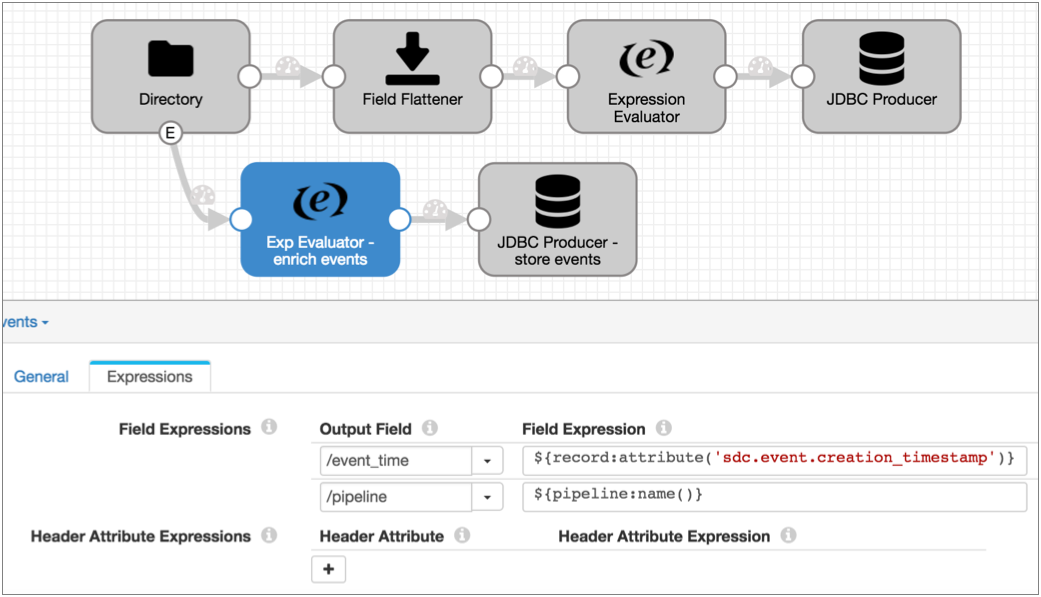 Directory
Field Flattener
Expression
Evaluator
JDBC Producer
E
Exp Evaluator -
enrich events
JDBC Producer -
store events
vents
General
Expressions
Field Expressions
Output Field
Field Expression
/event_time
${record:attribute('sdc.event.creation_timestamp')}
/pipeline
${pipeline:name()}
Header Attribute Expressions
Header Attribute
Header Attribute Expression
+